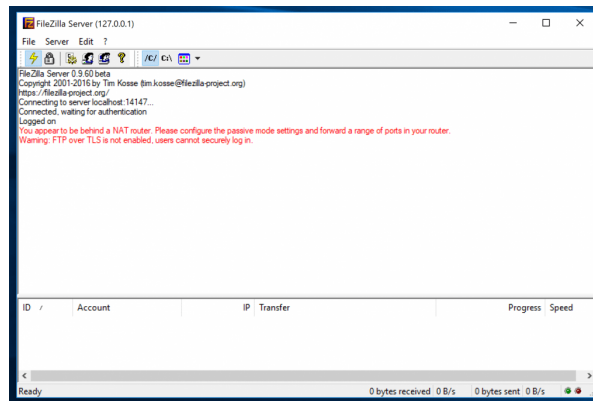 FileZilla Server (127.0.0.1)
File Server Edit ?
/C/ C:\
FileZilla Server 0.9.60 beta
Copyright 2001-2016 by Tim Kosse (tim.kosse@filezilla-project.org)
https://filezilla-project.org/
Connecting to server localhost:14147...
Connected, waiting for authentication
Logged on
You appear to be behind a NAT router. Please configure the passive mode settings and forward a range of ports in your router.
Warning: FTP over TLS is not enabled, users cannot securely log in.
ID / Account IP Transfer Progress Speed
Ready 0 bytes received 0 B/s 0 bytes sent 0 B/s